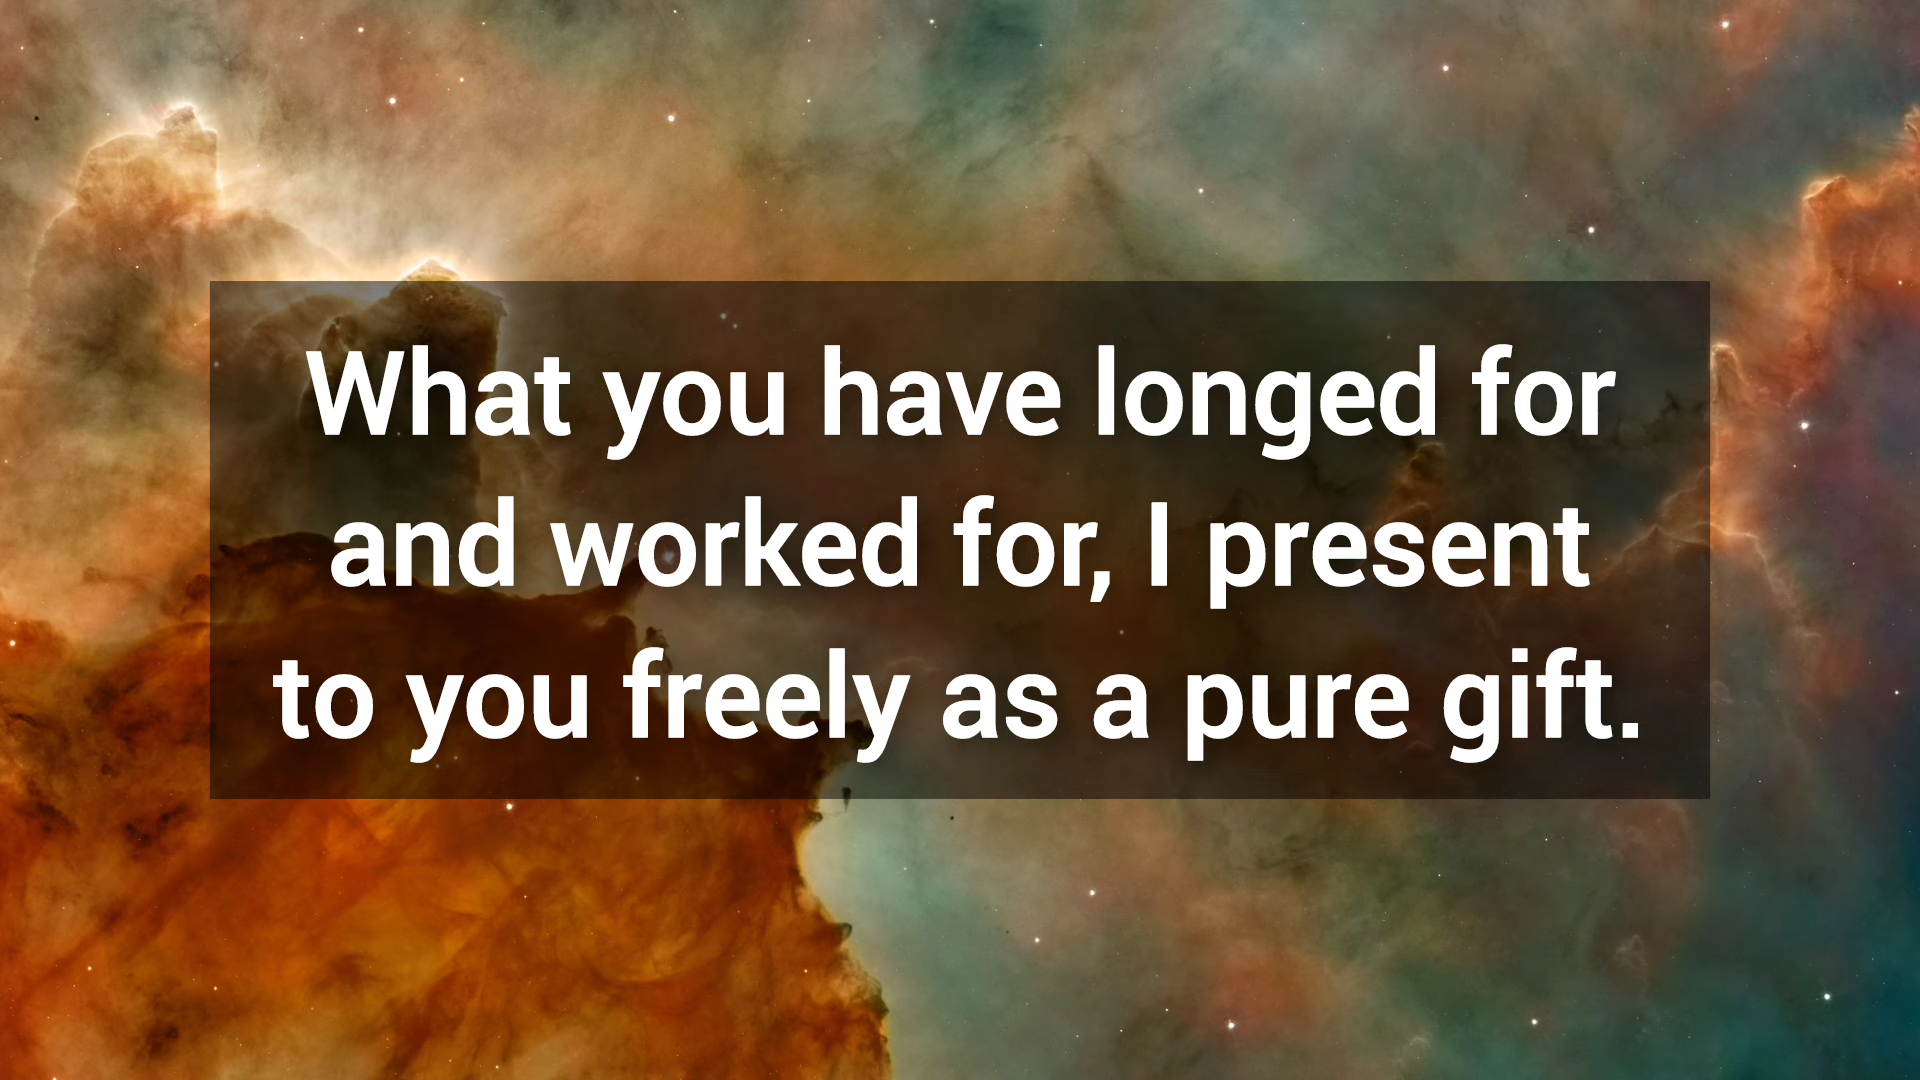 What you have longed for
and worked for, I present
to you freely as a pure gift.